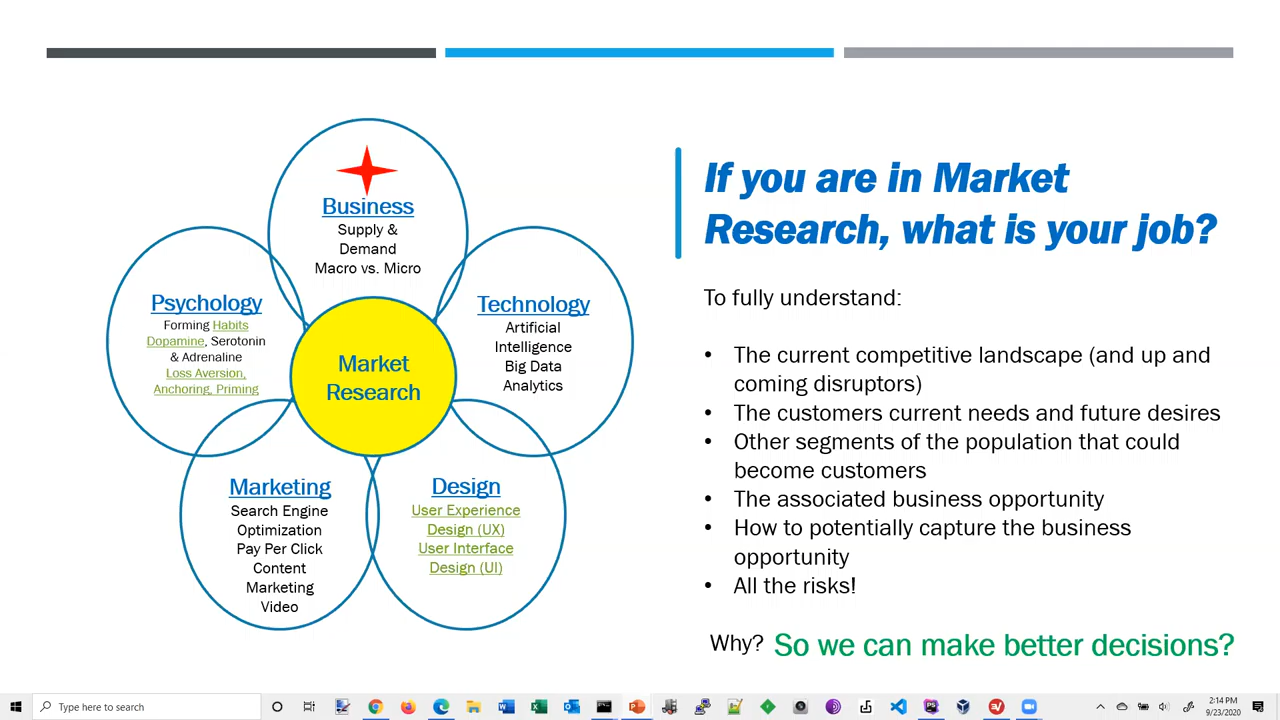 Business
Supply &
Demand
Macro vs. Micro
Psychology
Forming Habits
Dopamine, Serotonin
& Adrenaline
Loss Aversion,
Anchoring, Priming
Technology
Artificial
Intelligence
Big Data
Analytics
Market
Research
Marketing
Search Engine
Optimization
Pay Per Click
Content
Marketing
Video
Design
User Experience
Design (UX)
User Interface
Design (UI)
If you are in Market
Research, what is your job?
To fully understand:
• The current competitive landscape (and up and
coming disruptors)
• The customers current needs and future desires
• Other segments of the population that could
become customers
• The associated business opportunity
• How to potentially capture the business
opportunity
• All the risks!
Why? So we can make better decisions?
Type here to search
2:14 PM
9/23/2020